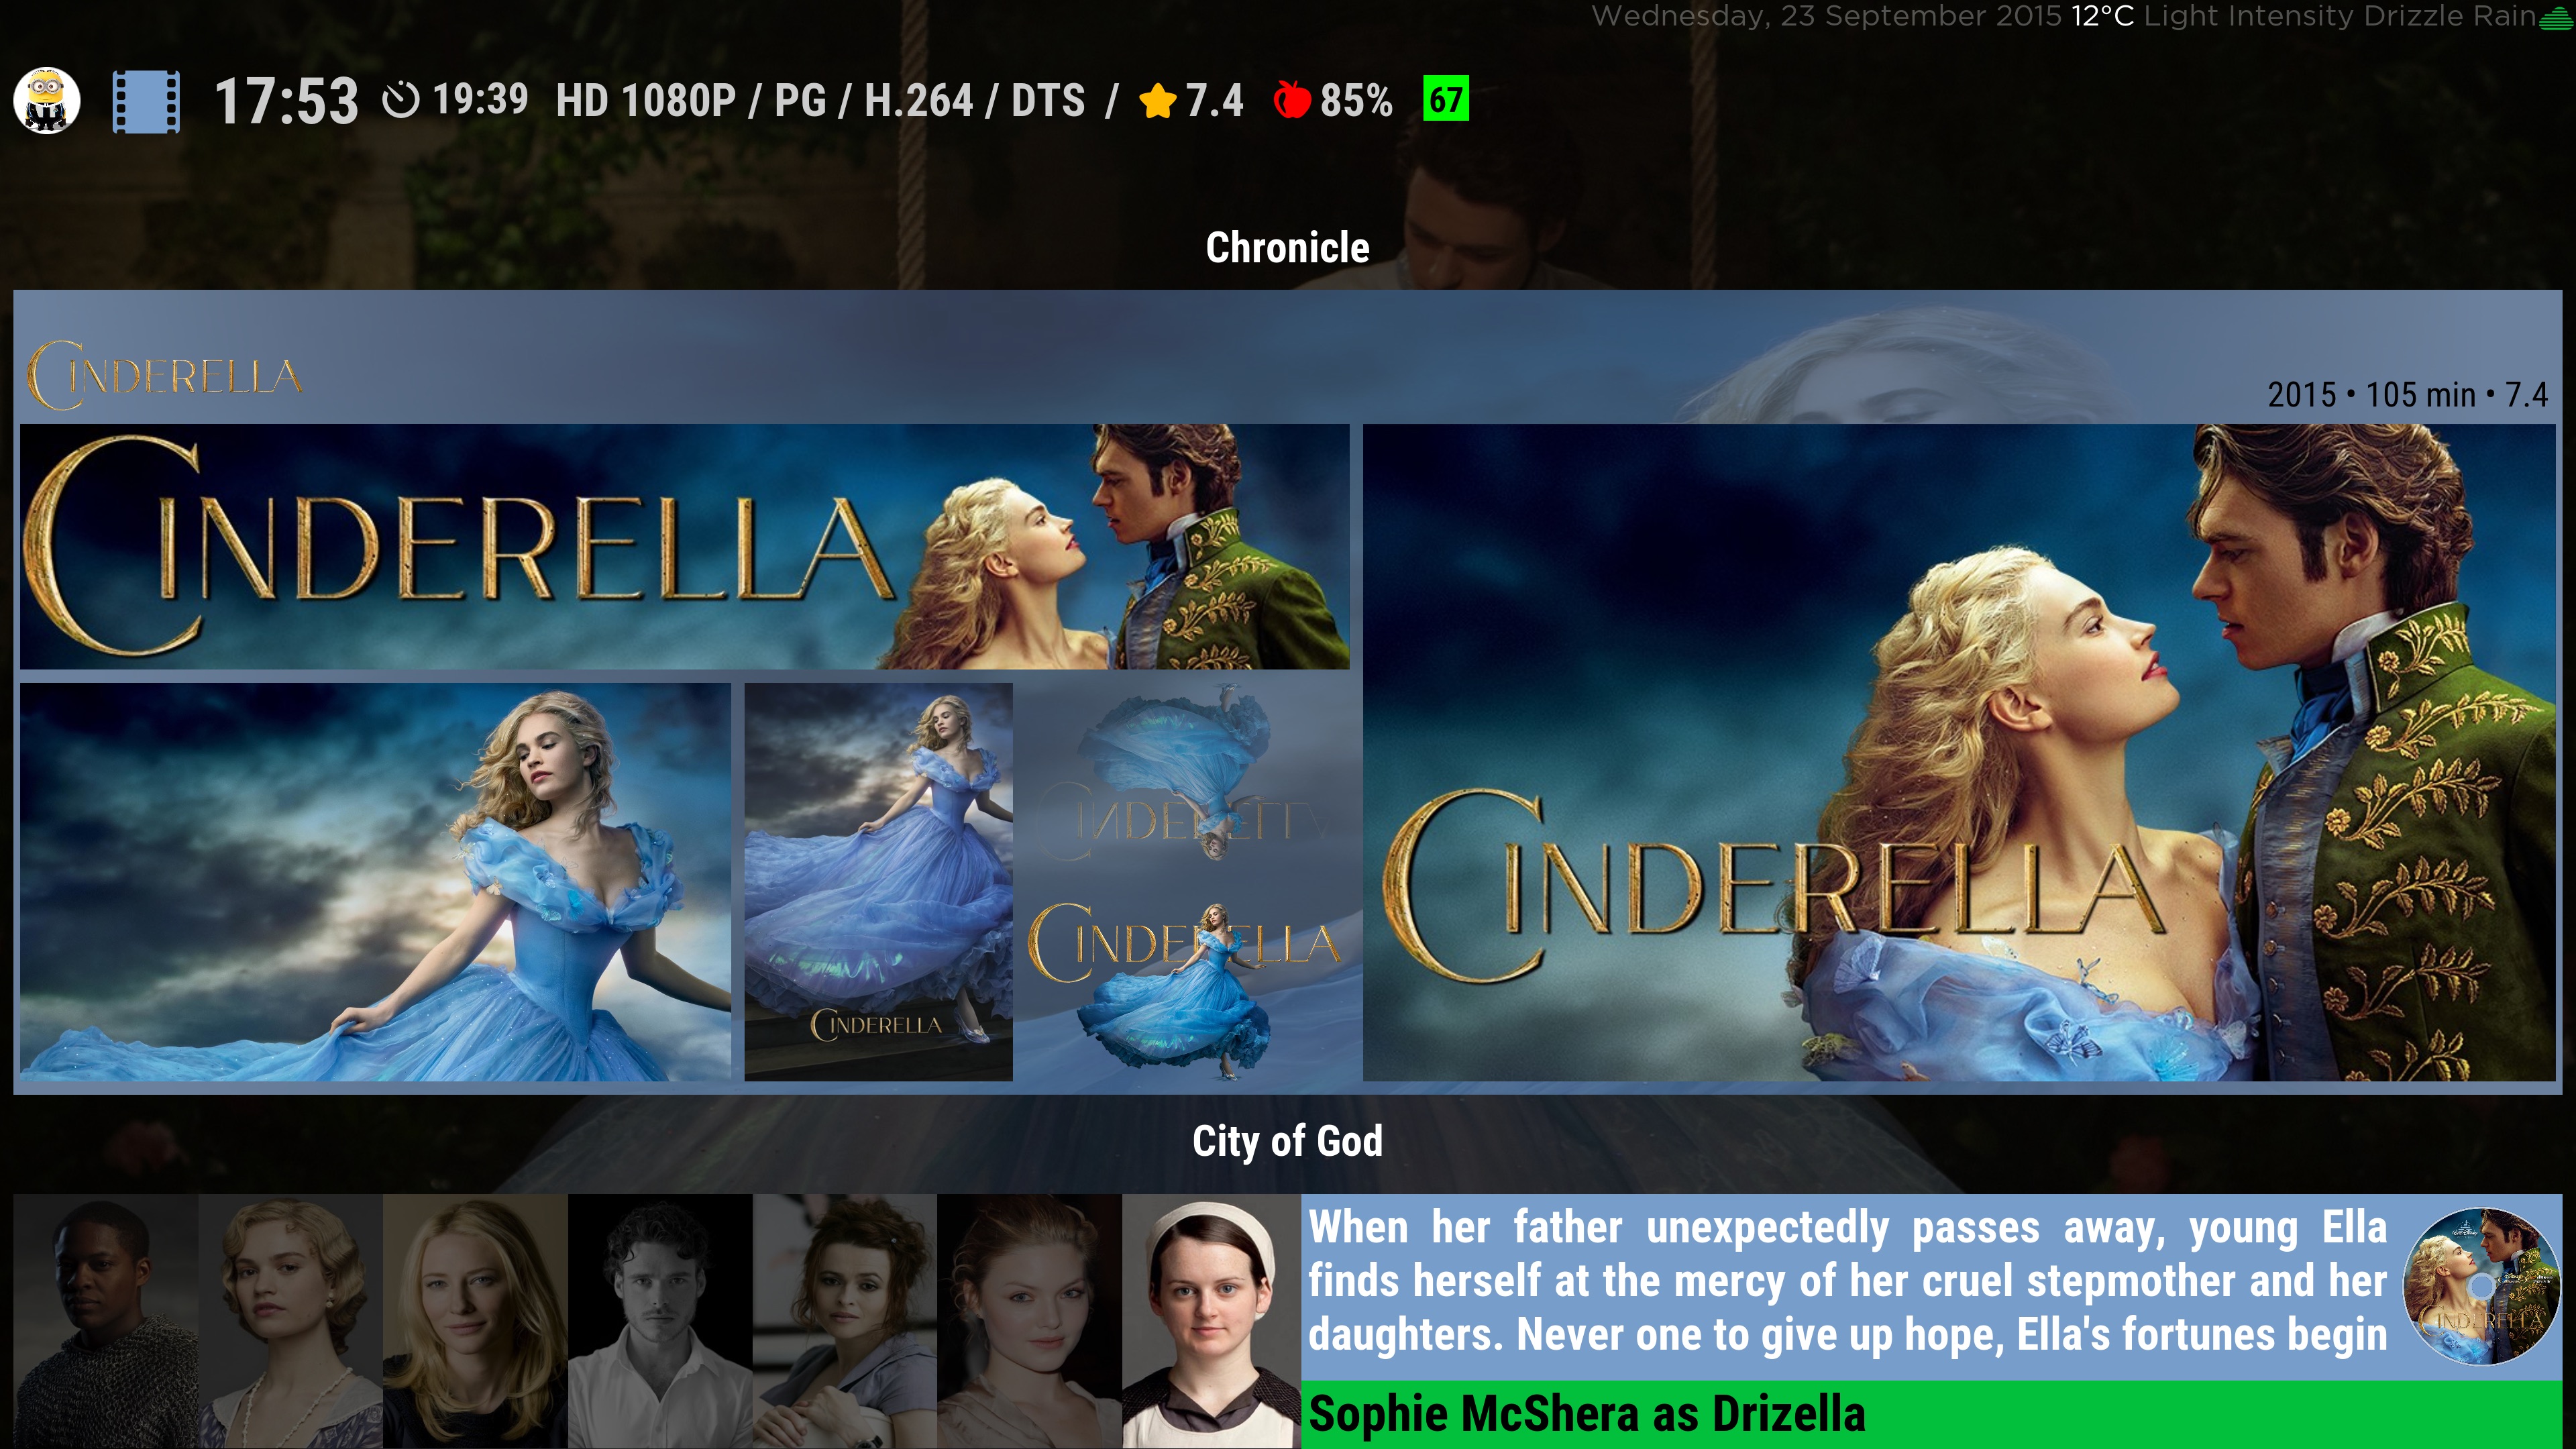 Wednesday, 23 September 2015 12°C Light Intensity Drizzle Rain
17:53 19:39 HD 1080P / PG / H.264 / DTS / 7.4 85% 67
Chronicle
CINDERELLA
2015 • 105 min • 7.4
CINDERELLA
CINDERELLA
CINDERELLA
CINDERELLA
City of God
When her father unexpectedly passes away, young Ella
finds herself at the mercy of her cruel stepmother and her
daughters. Never one to give up hope, Ella's fortunes begin
CINDERELLA
Sophie McShera as Drizella